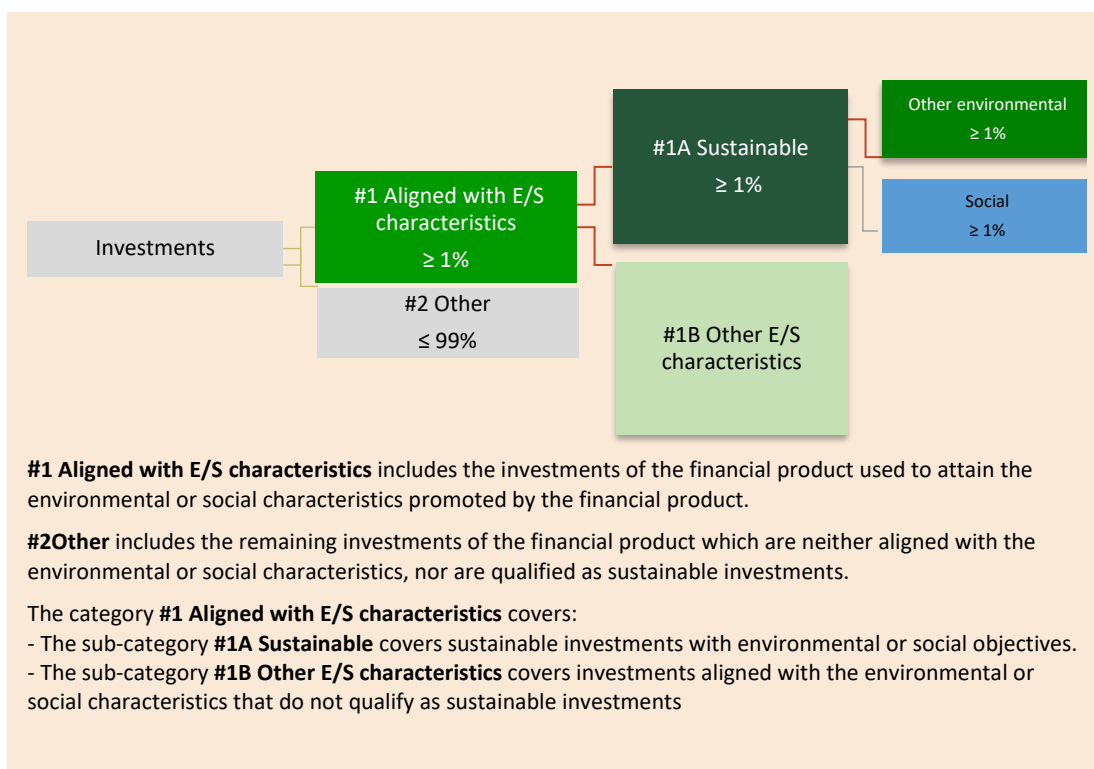 Other environmental
≥ 1%
#1A Sustainable
≥ 1%
#1 Aligned with E/S
characteristics
≥ 1%
Social
≥ 1%
Investments
#2 Other
≤ 99%
#1B Other E/S
characteristics
#1 Aligned with E/S characteristics includes the investments of the financial product used to attain the
environmental or social characteristics promoted by the financial product.
#2Other includes the remaining investments of the financial product which are neither aligned with the
environmental or social characteristics, nor are qualified as sustainable investments.
The category #1 Aligned with E/S characteristics covers:
- The sub-category #1A Sustainable covers sustainable investments with environmental or social objectives.
- The sub-category #1B Other E/S characteristics covers investments aligned with the environmental or
social characteristics that do not qualify as sustainable investments